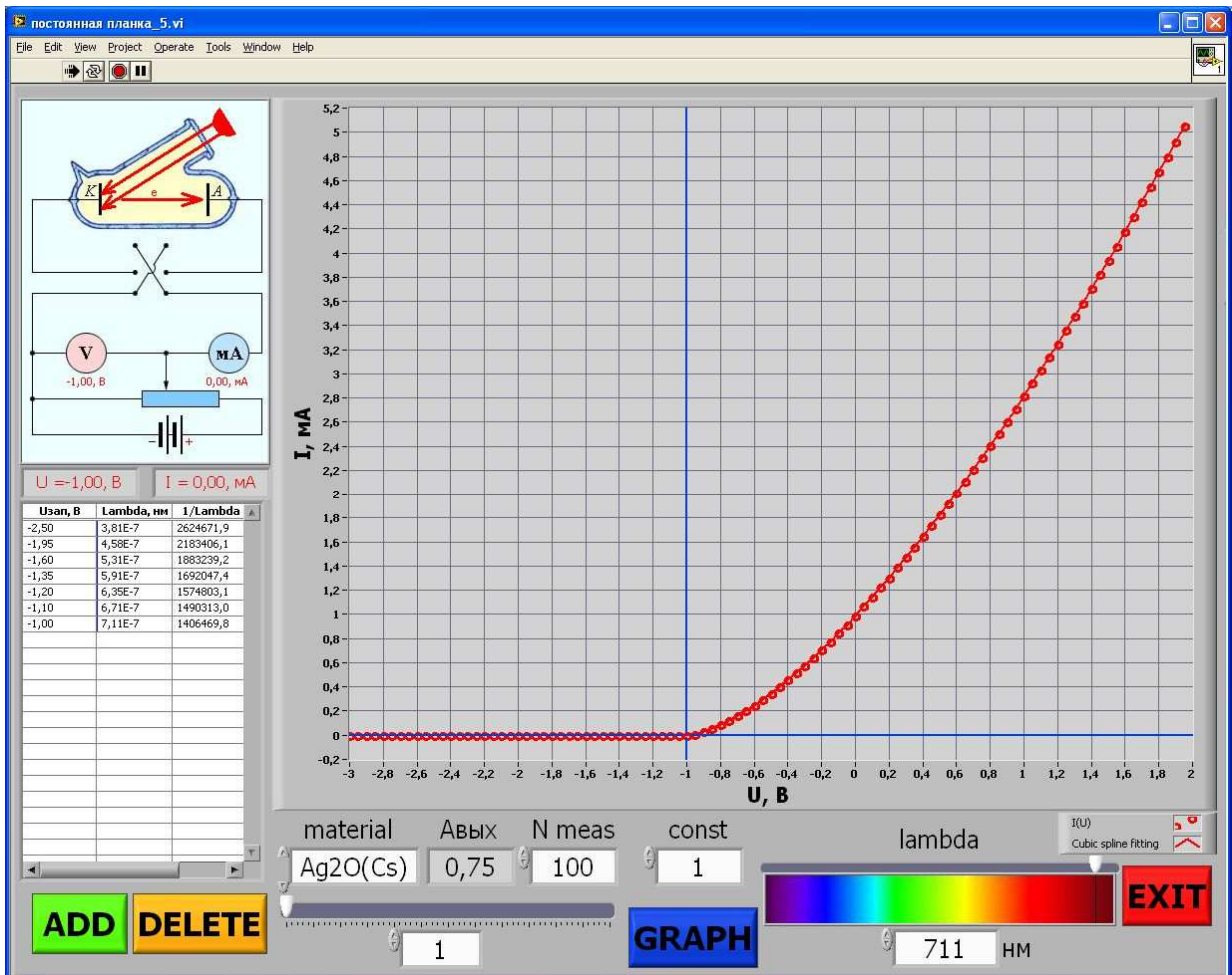 постоянная планка_5.vi
File Edit View Project Operate Tools Window Help
1
K e A
V мА
-1,00, В 0,00, мА
- +
U =-1,00, В I = 0,00, мА
Uзап, В Lambda, нм 1/Lambda
-2,50 3,81E-7 2624671,9
-1,95 4,58E-7 2183406,1
-1,60 5,31E-7 1883239,2
-1,35 5,91E-7 1692047,4
-1,20 6,35E-7 1574803,1
-1,10 6,71E-7 1490313,0
-1,00 7,11E-7 1406469,8
5,2
5
4,8
4,6
4,4
4,2
4
3,8
3,6
3,4
3,2
3
2,8
2,6
2,4
2,2
2
1,8
1,6
1,4
1,2
1
0,8
0,6
0,4
0,2
0
-0,2
I, мА
-3 -2,8 -2,6 -2,4 -2,2 -2 -1,8 -1,6 -1,4 -1,2 -1 -0,8 -0,6 -0,4 -0,2 0 0,2 0,4 0,6 0,8 1 1,2 1,4 1,6 1,8 2
U, В
material Aвых N meas const lambda
I(U)
Cubic spline fitting
Ag2O(Cs) 0,75 100 1
ADD DELETE GRAPH EXIT
1 711 нм